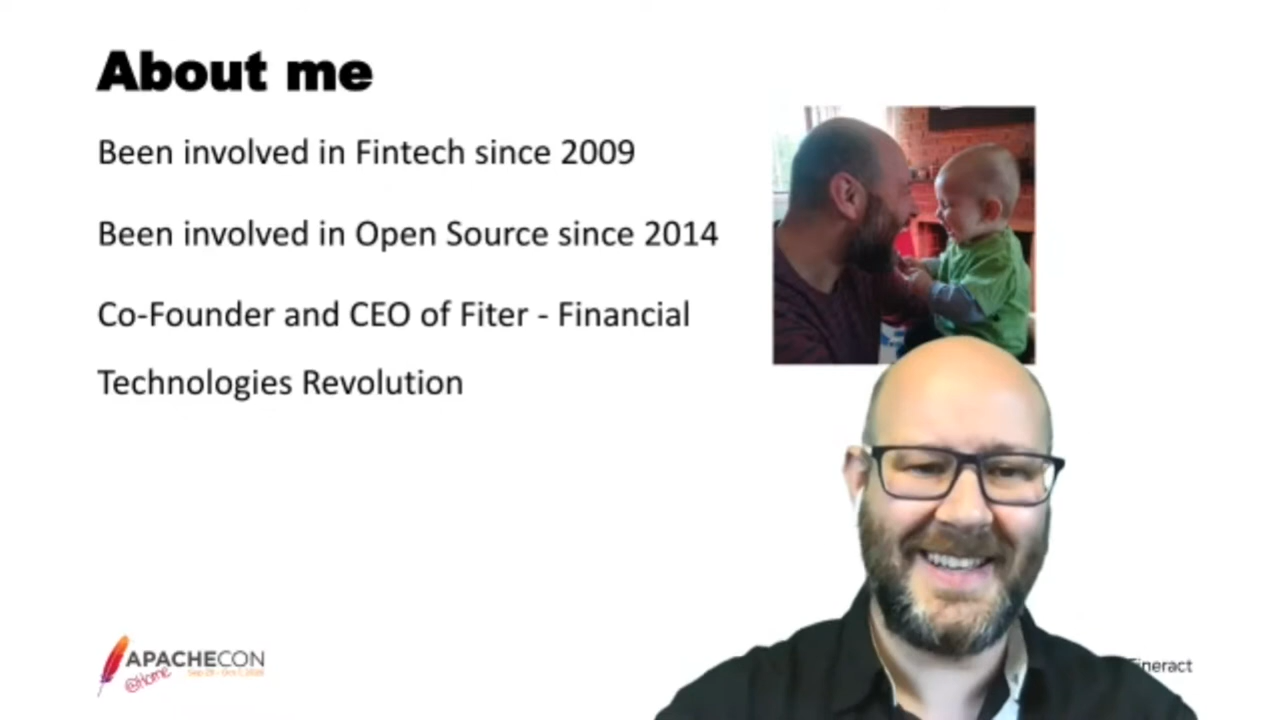 About me
Been involved in Fintech since 2009
Been involved in Open Source since 2014
Co-Founder and CEO of Fiter - Financial
Technologies Revolution
APACHECON
@Home